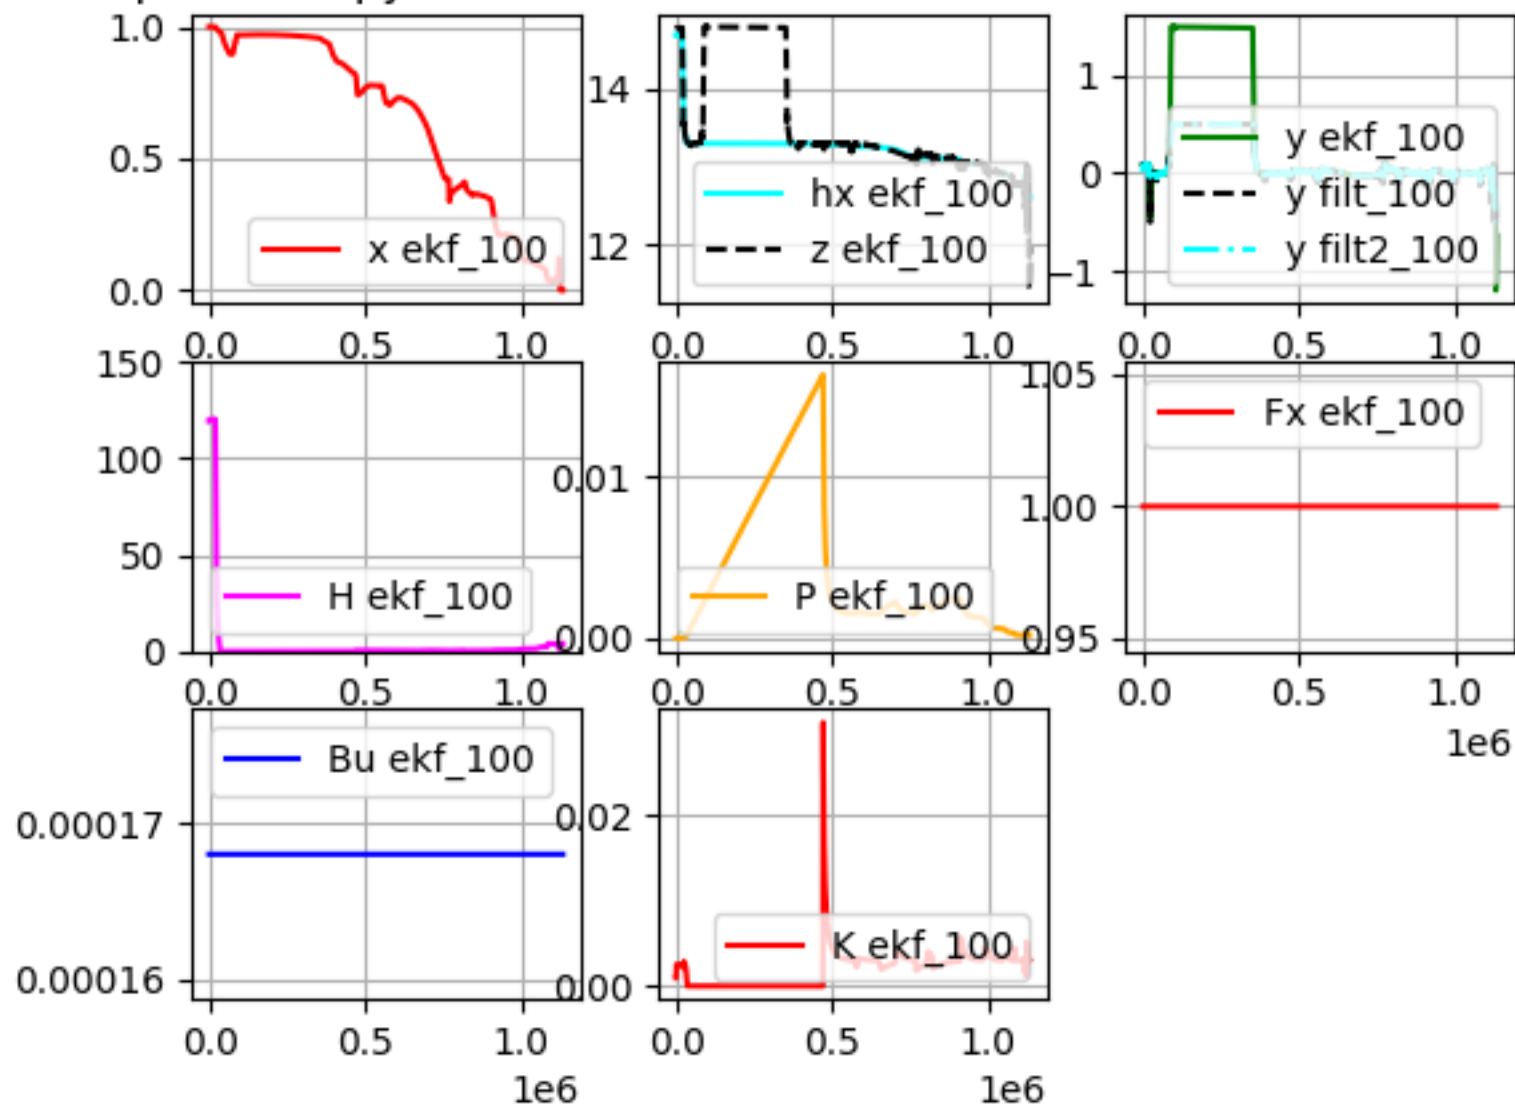 1.0
0.5
0.0
x ekf_100
0.0 0.5 1.0
14
12
hx ekf_100
z ekf_100
0.0 0.5 1.0
1
0
−1
y ekf_100
y filt_100
y filt2_100
0.0 0.5 1.0
150
100
50
0
H ekf_100
0.0 0.5 1.0
0.01
0.00
P ekf_100
0.0 0.5 1.0
1.05
1.00
0.95
Fx ekf_100
0.0 0.5 1.0
1e6
0.00017
0.00016
Bu ekf_100
0.0 0.5 1.0
1e6
0.02
0.00
K ekf_100
0.0 0.5 1.0
1e6